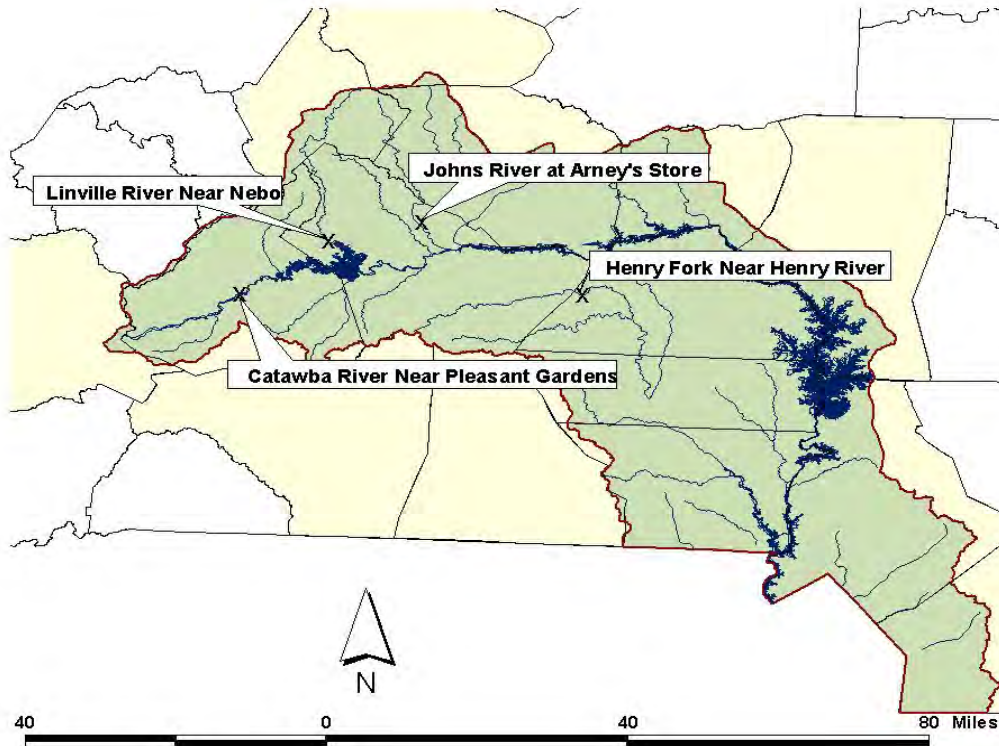 Johns River at Arney's Store
Linville River Near Nebo
Henry Fork Near Henry River
Catawba River Near Pleasant Gardens
N
40 0 40 80 Miles